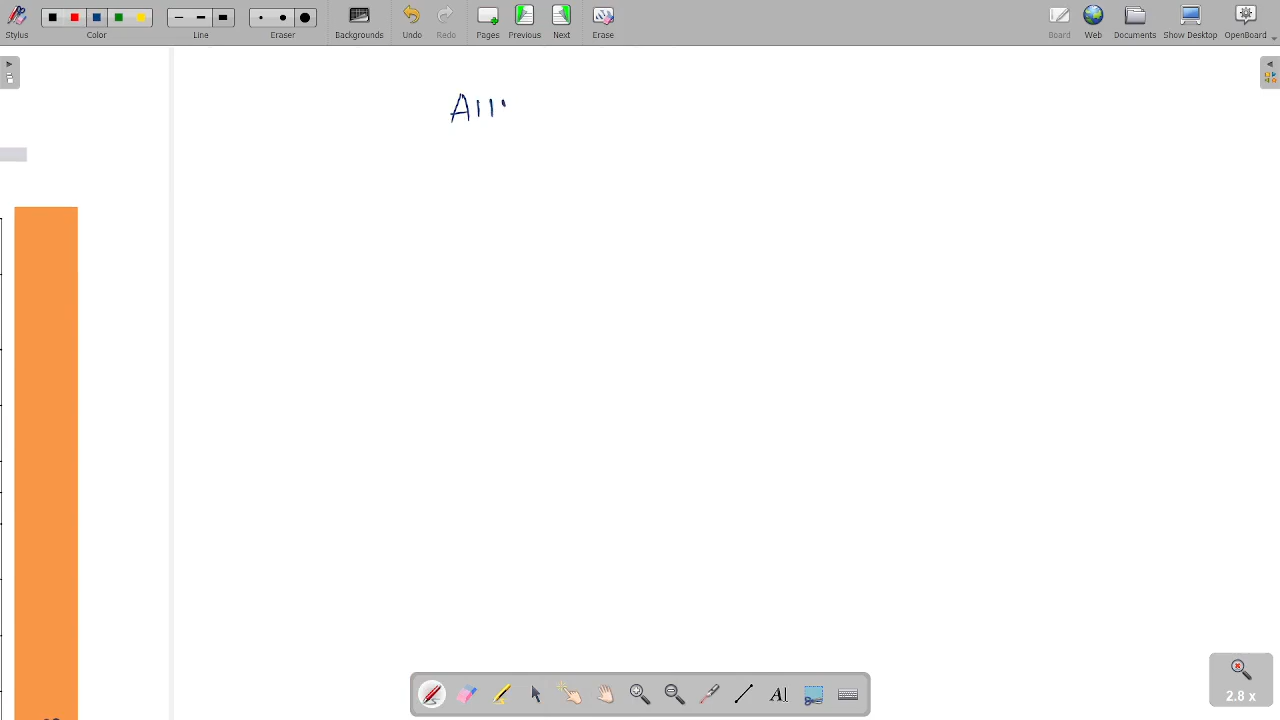 Stylus Color Line Eraser Backgrounds Undo Redo Pages Previous Next Erase Board Web Documents Show Desktop OpenBoard
All
2.8 x